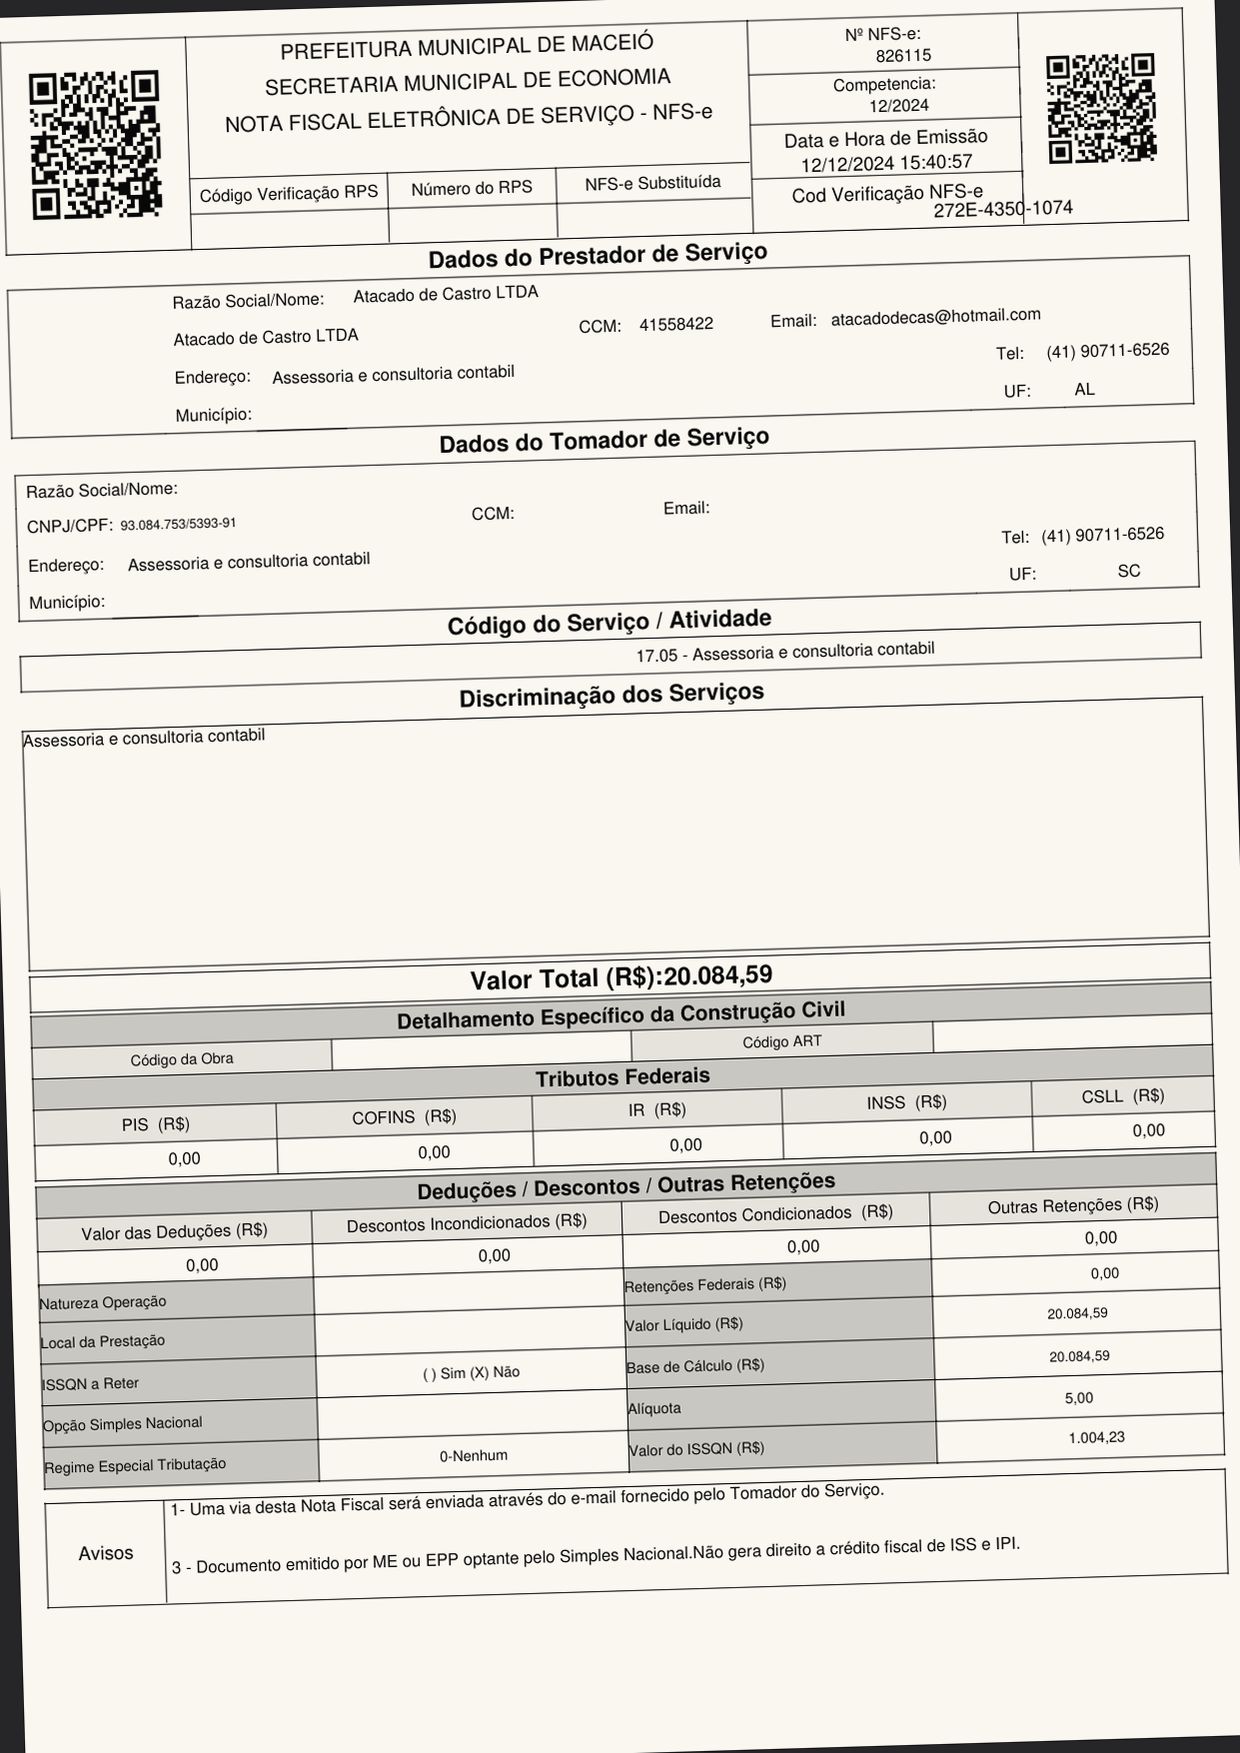 PREFEITURA MUNICIPAL DE MACEIÓ
SECRETARIA MUNICIPAL DE ECONOMIA
NOTA FISCAL ELETRÔNICA DE SERVIÇO - NFS-e
Nº NFS-e:
826115
Competencia:
12/2024
Data e Hora de Emissão
12/12/2024 15:40:57
Cod Verificação NFS-e
272E-4350-1074
Código Verificação RPS Número do RPS NFS-e Substituída
Dados do Prestador de Serviço
Razão Social/Nome: Atacado de Castro LTDA
Atacado de Castro LTDA CCM: 41558422 Email: atacadodecas@hotmail.com
Endereço: Assessoria e consultoria contabil Tel: (41) 90711-6526
Município: UF: AL
Dados do Tomador de Serviço
Razão Social/Nome:
CNPJ/CPF: 93.084.753/5393-91 CCM: Email:
Endereço: Assessoria e consultoria contabil Tel: (41) 90711-6526
Município: UF: SC
Código do Serviço / Atividade
17.05 - Assessoria e consultoria contabil
Discriminação dos Serviços
Assessoria e consultoria contabil
Valor Total (R$):20.084,59
Detalhamento Específico da Construção Civil
Código da Obra Código ART
Tributos Federais
PIS (R$) COFINS (R$) IR (R$) INSS (R$) CSLL (R$)
0,00 0,00 0,00 0,00 0,00
Deduções / Descontos / Outras Retenções
Valor das Deduções (R$) Descontos Incondicionados (R$) Descontos Condicionados (R$) Outras Retenções (R$)
0,00 0,00 0,00 0,00
Natureza Operação Retenções Federais (R$) 0,00
Local da Prestação Valor Líquido (R$) 20.084,59
ISSQN a Reter ( ) Sim (X) Não Base de Cálculo (R$) 20.084,59
Opção Simples Nacional Alíquota 5,00
Regime Especial Tributação 0-Nenhum Valor do ISSQN (R$) 1.004,23
Avisos
1- Uma via desta Nota Fiscal será enviada através do e-mail fornecido pelo Tomador do Serviço.
3 - Documento emitido por ME ou EPP optante pelo Simples Nacional.Não gera direito a crédito fiscal de ISS e IPI.